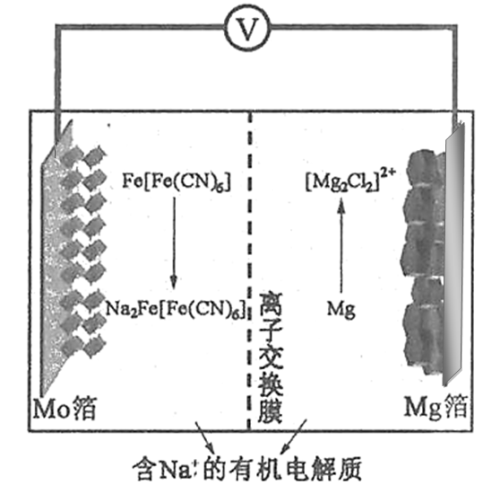 V
Fe[Fe(CN)₆]
[Mg₂Cl₂]²⁺
Na₂Fe[Fe(CN)₆]
Mg
离子交换膜
Mo箔
Mg箔
含Na⁺的有机电解质